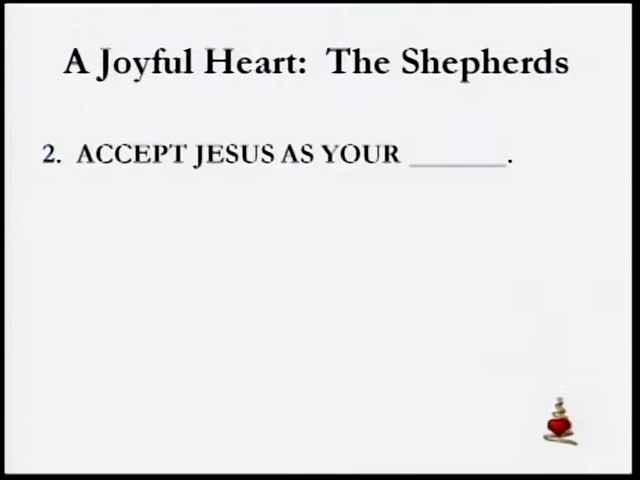 A Joyful Heart: The Shepherds
2. ACCEPT JESUS AS YOUR _______.